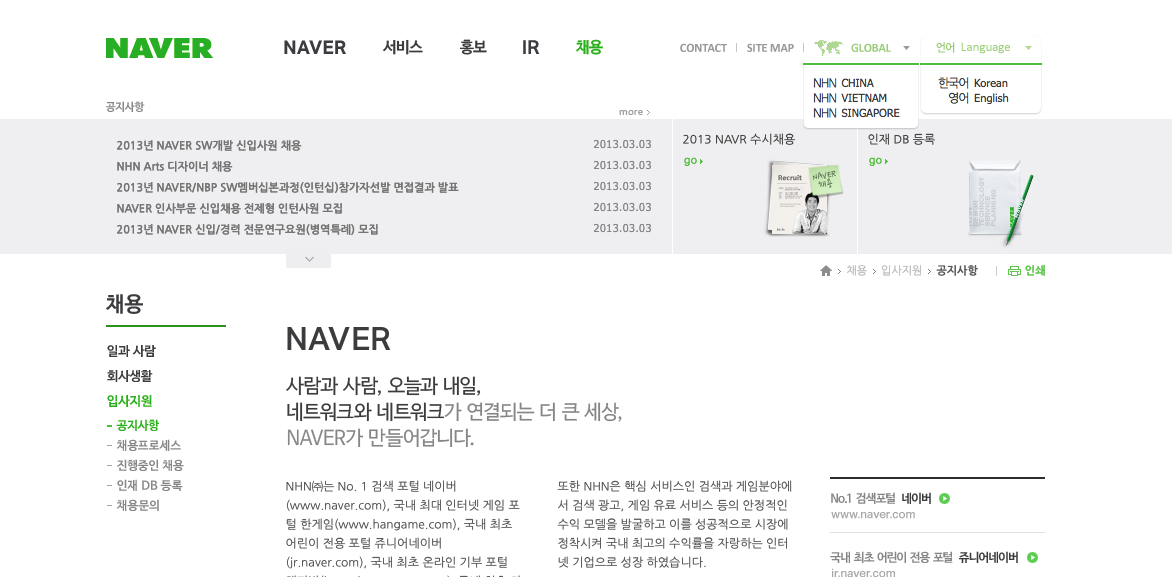 NAVER
NAVER 서비스 홍보 IR 채용
CONTACT SITE MAP GLOBAL 언어 Language
NHN CHINA
NHN VIETNAM
NHN SINGAPORE
한국어 Korean
영어 English
공지사항
more
2013년 NAVER SW개발 신입사원 채용 2013.03.03
NHN Arts 디자이너 채용 2013.03.03
2013년 NAVER/NBP SW멤버십본과정(인턴십)참가자선발 면접결과 발표 2013.03.03
NAVER 인사부문 신입채용 전제형 인턴사원 모집 2013.03.03
2013년 NAVER 신입/경력 전문연구요원(병역특례) 모집 2013.03.03
2013 NAVR 수시채용
go
Recruit
NAVER
채용
인재 DB 등록
go
DESIGN
TECHNOLOGY
SERVICE
PLANNING
NAVER
채용 입사지원 공지사항 인쇄
채용
일과 사람
회사생활
입사지원
- 공지사항
- 채용프로세스
- 진행중인 채용
- 인재 DB 등록
- 채용문의
NAVER
사람과 사람, 오늘과 내일,
네트워크와 네트워크가 연결되는 더 큰 세상,
NAVER가 만들어갑니다.
NHN㈜는 No. 1 검색 포털 네이버
(www.naver.com), 국내 최대 인터넷 게임 포
털 한게임(www.hangame.com), 국내 최초
어린이 전용 포털 쥬니어네이버
(jr.naver.com), 국내 최초 온라인 기부 포털
또한 NHN은 핵심 서비스인 검색과 게임분야에
서 검색 광고, 게임 유료 서비스 등의 안정적인
수익 모델을 발굴하고 이를 성공적으로 시장에
정착시켜 국내 최고의 수익률을 자랑하는 인터
넷 기업으로 성장 하였습니다.
No.1 검색포털 네이버
www.naver.com
국내 최초 어린이 전용 포털 쥬니어네이버
jr.naver.com